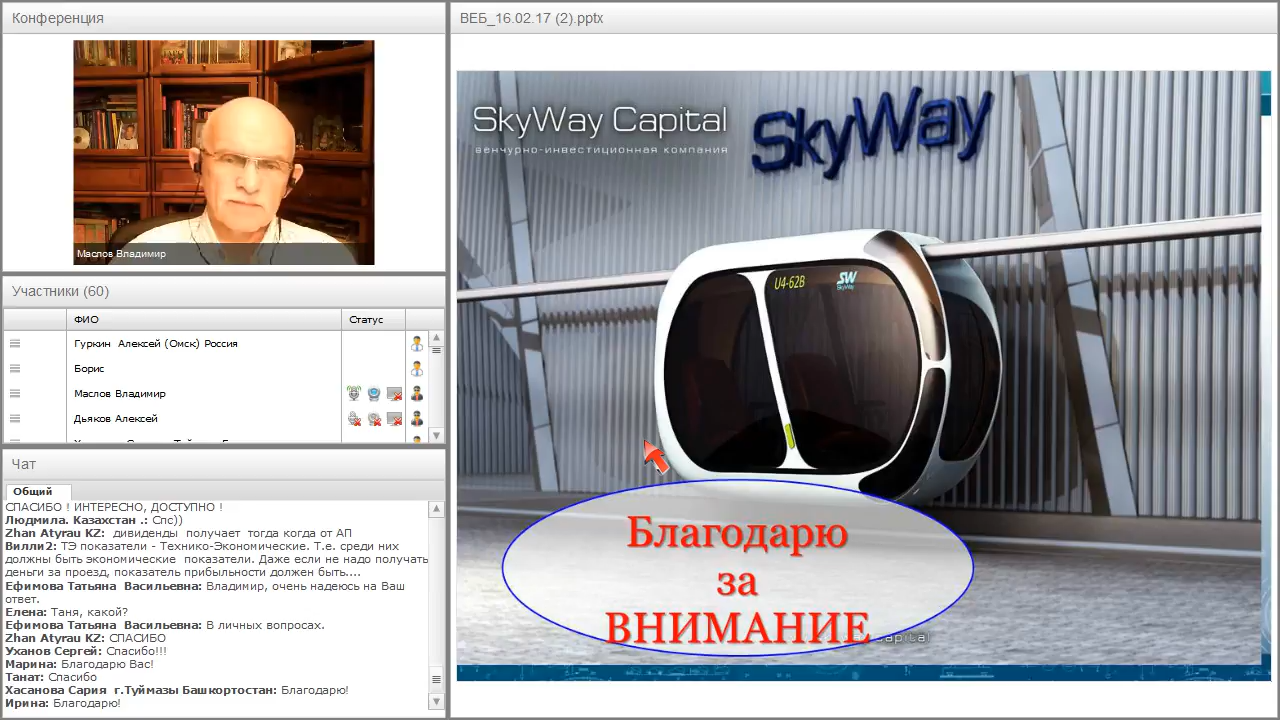 Конференция
Маслов Владимир
Участники (60)
ФИО
Статус
Гуркин Алексей (Омск) Россия
Борис
Маслов Владимир
Дьяков Алексей
Чат
Общий
СПАСИБО ! ИНТЕРЕСНО, ДОСТУПНО !
Людмила. Казахстан .: Спс))
Zhan Atyrau KZ: дивиденды получает тогда когда от АП
Вилли2: ТЭ показатели - Технико-Экономические. Т.е. среди них
должны быть экономические показатели. Даже если не надо получать
деньги за проезд, показатель прибыльности должен быть....
Ефимова Татьяна Васильевна: Владимир, очень надеюсь на Ваш
ответ.
Елена: Таня, какой?
Ефимова Татьяна Васильевна: В личных вопросах.
Zhan Atyrau KZ: СПАСИБО
Уханов Сергей: Спасибо!!!
Марина: Благодарю Вас!
Талгат: Спасибо
Хасанова Сария г.Туймазы Башкортостан: Благодарю!
Ирина: Благодарю!
ВЕБ_16.02.17 (2).pptx
SkyWay Capital
венчурно-инвестиционная компания
SkyWay
U4-62B
SW
SkyWay
Благодарю
за
ВНИМАНИЕ
capital